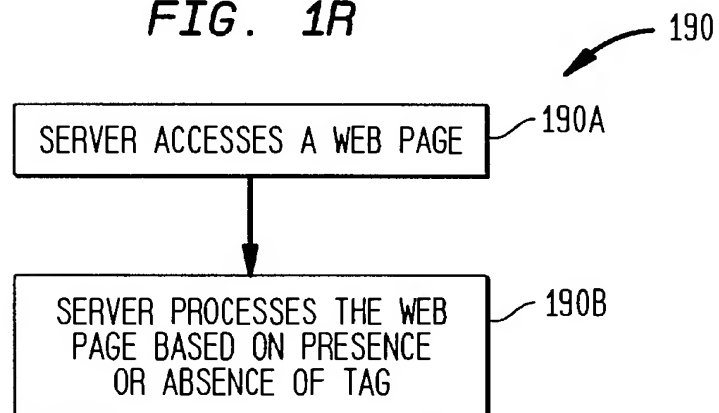 FIG. 1R
190
SERVER ACCESSES A WEB PAGE
190A
SERVER PROCESSES THE WEB
PAGE BASED ON PRESENCE
OR ABSENCE OF TAG
190B